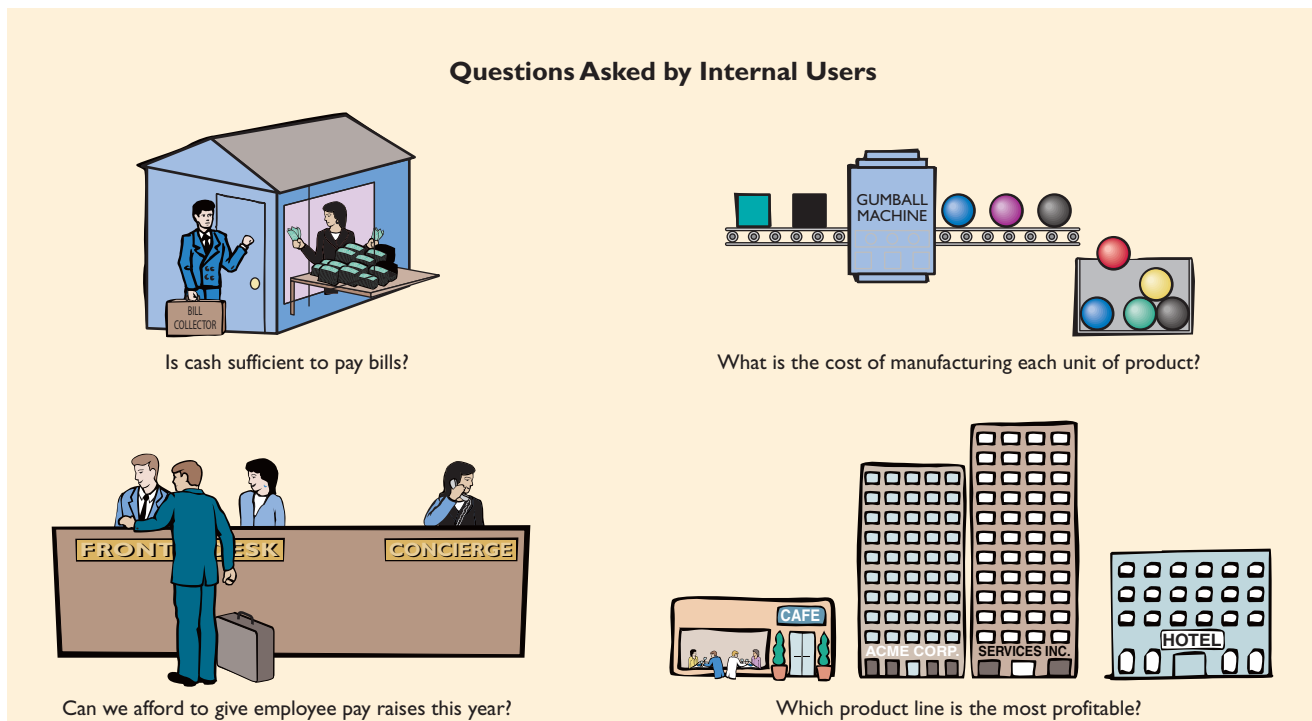 Questions Asked by Internal Users
BILL
COLLECTOR
Is cash sufficient to pay bills?
GUMBALL
MACHINE
What is the cost of manufacturing each unit of product?
FRONT ESK
CONCIERGE
Can we afford to give employee pay raises this year?
CAFE
ACME CORP.
SERVICES INC.
HOTEL
Which product line is the most profitable?